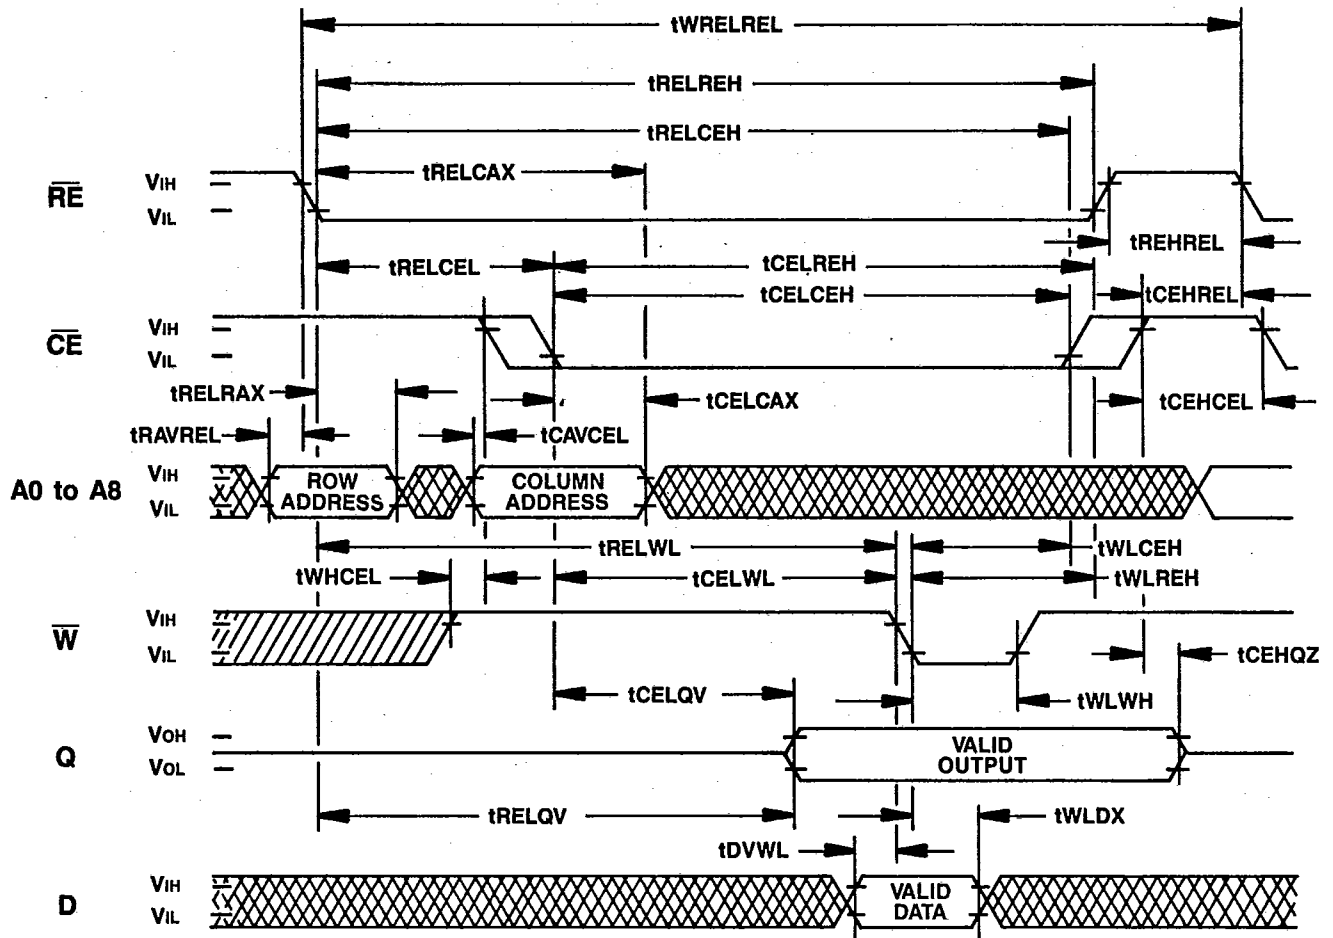 tWRELREL
tRELREH
tRELCEH
tRELCAX
RE VIH
VIL
tREHREL
tRELCEL tCELREH
tCELCEH tCEHREL
CE VIH
VIL
tRELRAX tCELCAX tCEHCEL
tRAVREL tCAVCEL
A0 to A8 VIH ROW ADDRESS COLUMN ADDRESS
VIL
tRELWL tWLCEH
tWHCEL tCELWL tWLREH
W VIH
VIL
tCEHQZ
tCELQV tWLWH
Q VOH VALID OUTPUT
VOL
tRELQV tWLDX
tDVWL
D VIH VALID DATA
VIL